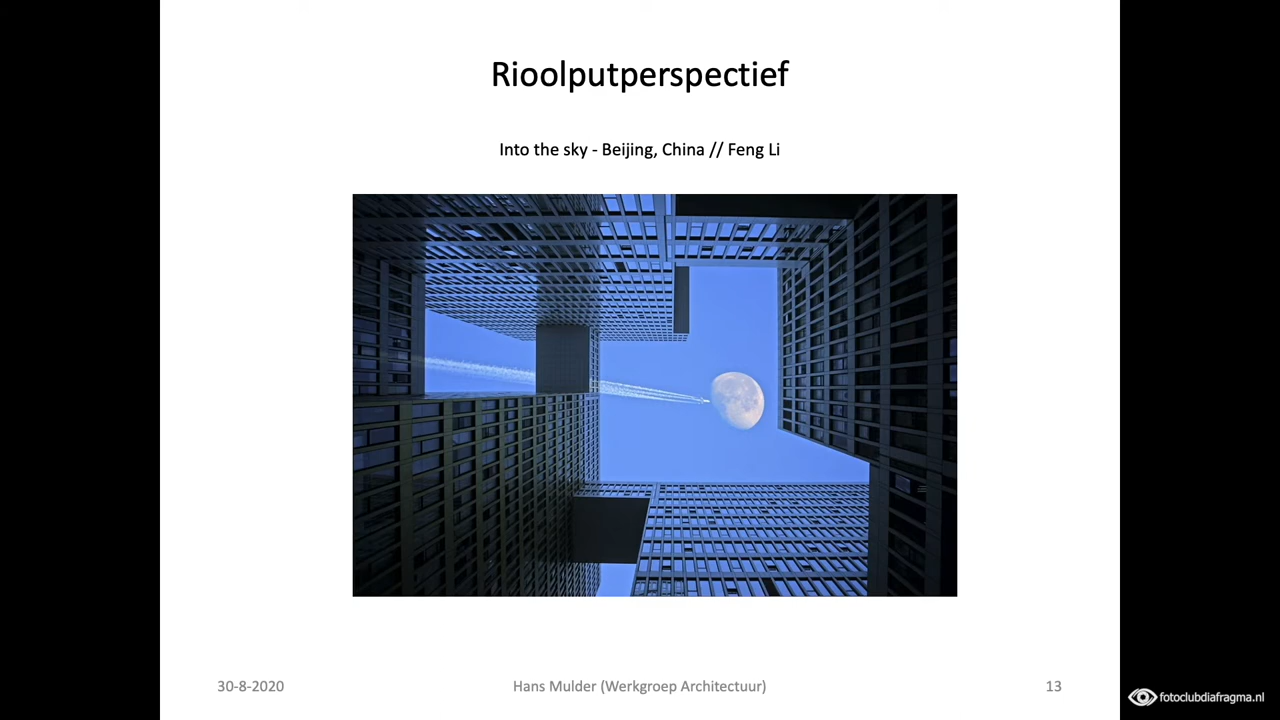 Rioolputperspectief
Into the sky - Beijing, China // Feng Li
30-8-2020
Hans Mulder (Werkgroep Architectuur)
13
fotoclubdiafragma.nl